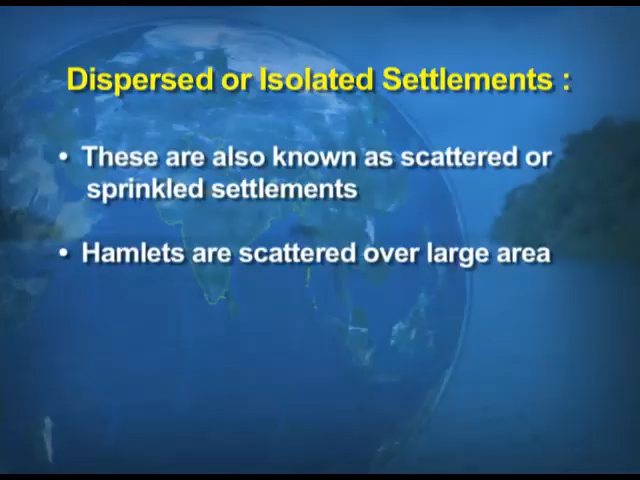 Dispersed or Isolated Settlements :
• These are also known as scattered or
sprinkled settlements
• Hamlets are scattered over large area